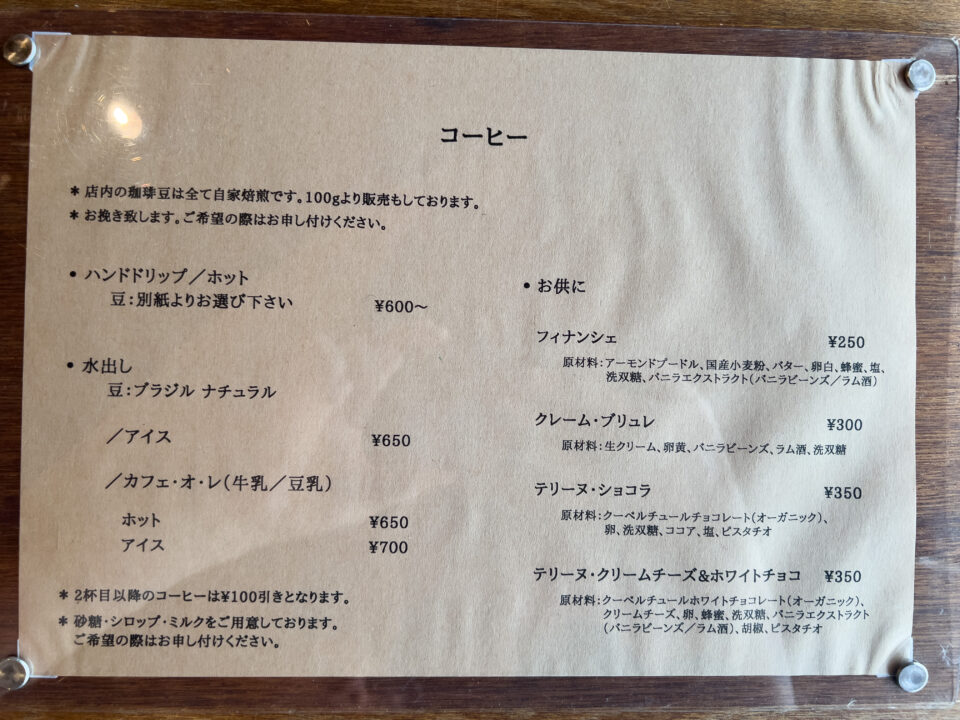 コーヒー
＊ 店内の珈琲豆は全て自家焙煎です。100gより販売もしております。
＊ お挽き致します。ご希望の際はお申し付けください。
• ハンドドリップ／ホット
豆：別紙よりお選び下さい ¥600〜
• 水出し
豆：ブラジル ナチュラル
／アイス ¥650
／カフェ・オ・レ（牛乳／豆乳）
ホット ¥650
アイス ¥700
＊ 2杯目以降のコーヒーは¥100引きとなります。
＊ 砂糖・シロップ・ミルクをご用意しております。
ご希望の際はお申し付けください。
• お供に
フィナンシェ ¥250
原材料：アーモンドプードル、国産小麦粉、バター、卵白、蜂蜜、塩、
洗双糖、バニラエクストラクト（バニラビーンズ／ラム酒）
クレーム・ブリュレ ¥300
原材料：生クリーム、卵黄、バニラビーンズ、ラム酒、洗双糖
テリーヌ・ショコラ ¥350
原材料：クーベルチュールチョコレート（オーガニック）、
卵、洗双糖、ココア、塩、ピスタチオ
テリーヌ・クリームチーズ&ホワイトチョコ ¥350
原材料：クーベルチュールホワイトチョコレート（オーガニック）、
クリームチーズ、卵、蜂蜜、洗双糖、バニラエクストラクト
（バニラビーンズ／ラム酒）、胡椒、ピスタチオ